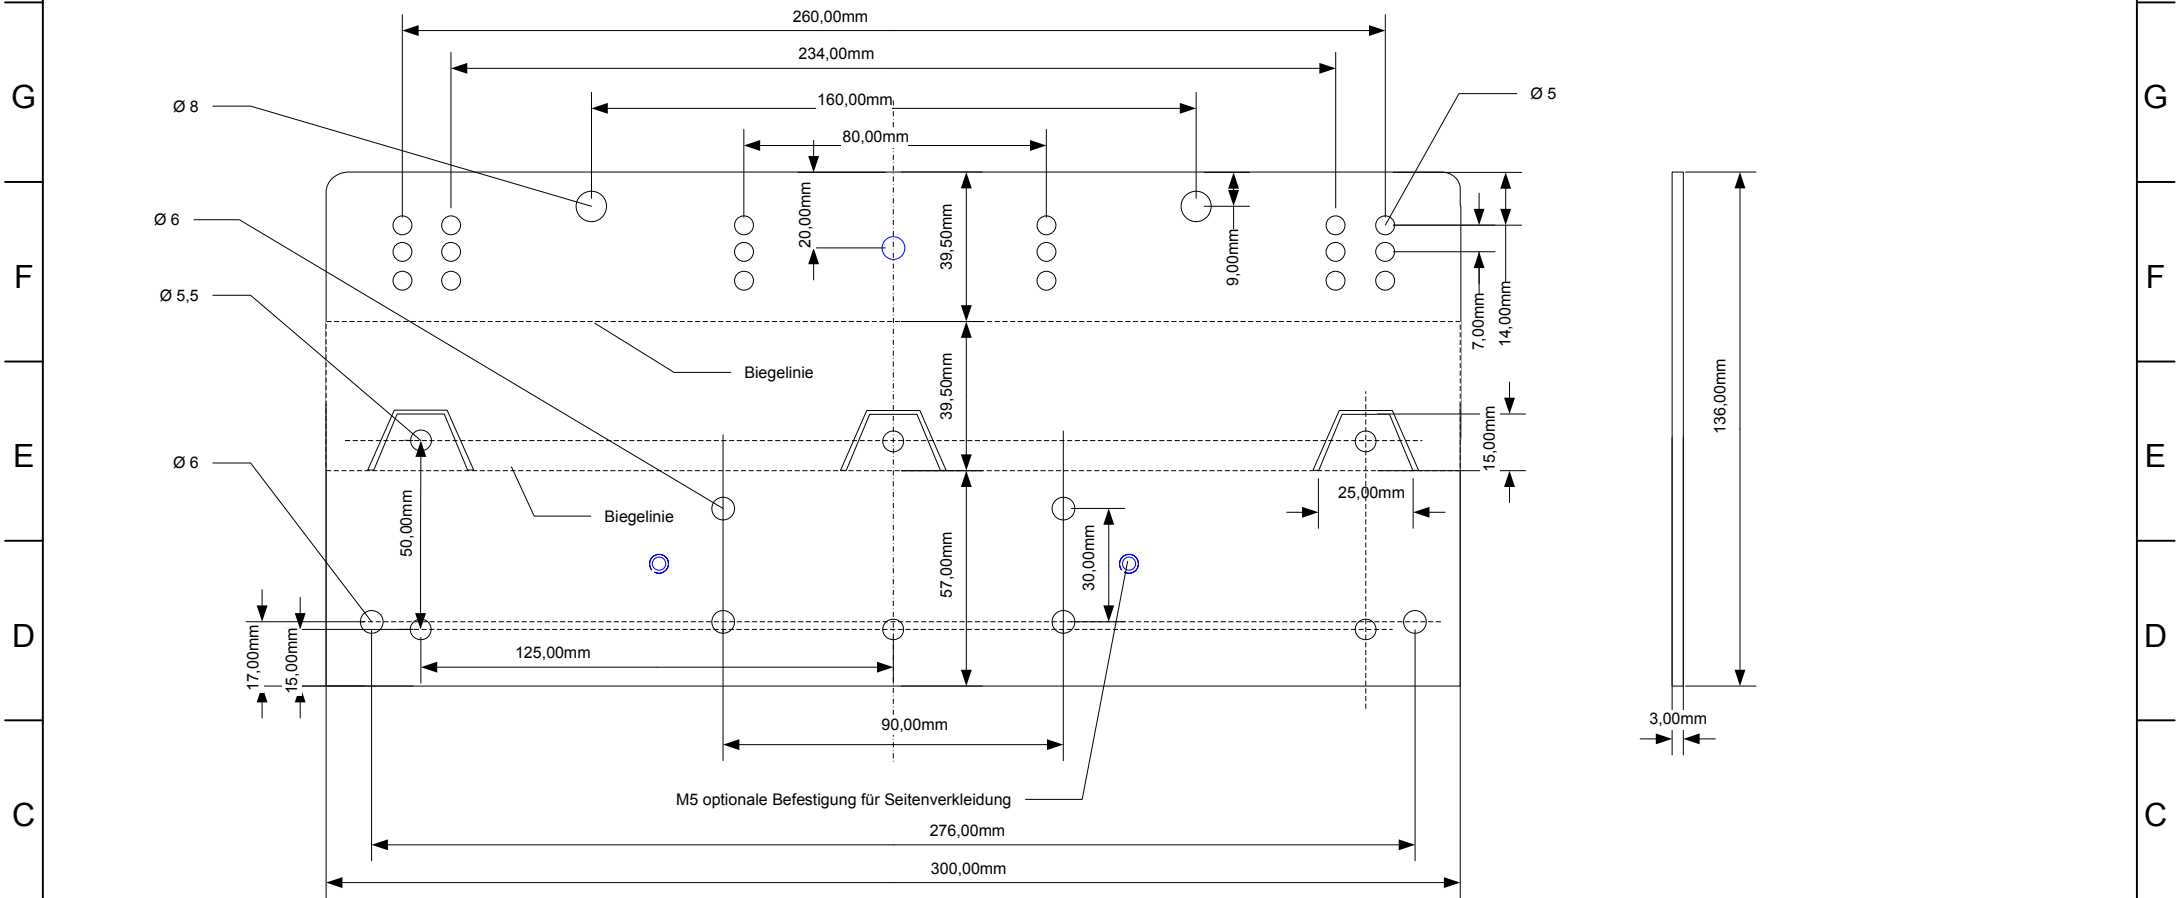 260,00mm
234,00mm
G
Ø 8
160,00mm
Ø 5
G
80,00mm
Ø 6
20,00mm
39,50mm
9,00mm
F
F
Ø 5,5
7,00mm
14,00mm
Biegelinie
39,50mm
136,00mm
15,00mm
E
E
Ø 6
25,00mm
Biegelinie
50,00mm
57,00mm
30,00mm
D
17,00mm
15,00mm
125,00mm
D
90,00mm
3,00mm
M5 optionale Befestigung für Seitenverkleidung
C
C
276,00mm
300,00mm